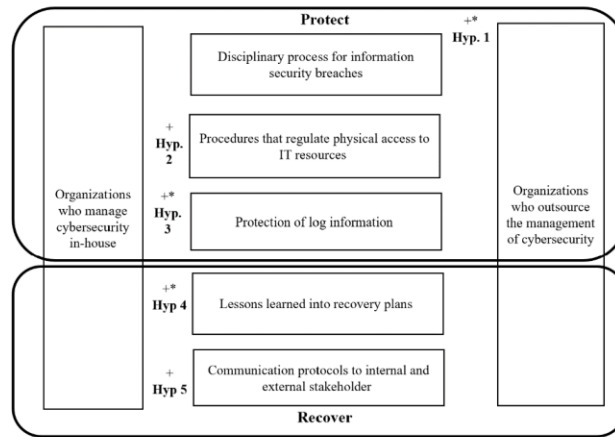 Protect
+*
Hyp. 1
Disciplinary process for information
security breaches
+
Hyp.
2
Procedures that regulate physical access to
IT resources
Organizations
who manage
cybersecurity
in-house
+*
Hyp.
3
Protection of log information
Organizations
who outsource
the management
of cybersecurity
+*
Hyp 4
Lessons learned into recovery plans
+
Hyp 5
Communication protocols to internal and
external stakeholder
Recover